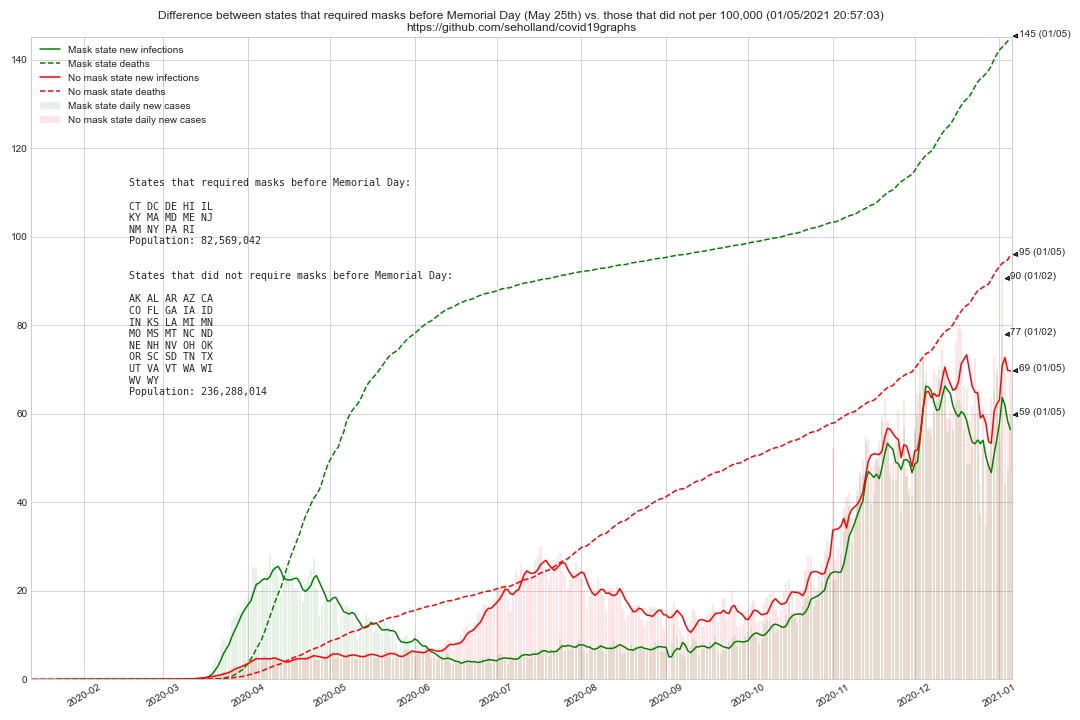 Difference between states that required masks before Memorial Day (May 25th) vs. those that did not per 100,000 (01/05/2021 20:57:03)
https://github.com/seholland/covid19graphs
Mask state new infections
Mask state deaths
No mask state new infections
No mask state deaths
Mask state daily new cases
No mask state daily new cases
States that required masks before Memorial Day:
CT DC DE HI IL
KY MA MD ME NJ
NM NY PA RI
Population: 82,569,042
States that did not require masks before Memorial Day:
AK AL AR AZ CA
CO FL GA IA ID
IN KS LA MI MN
MO MS MT NC ND
NE NH NV OH OK
OR SC SD TN TX
UT VA VT WA WI
WV WY
Population: 236,288,014
145 (01/05)
95 (01/05)
90 (01/02)
77 (01/02)
69 (01/05)
59 (01/05)
140
120
100
80
60
40
20
0
2020-02
2020-03
2020-04
2020-05
2020-06
2020-07
2020-08
2020-09
2020-10
2020-11
2020-12
2021-01